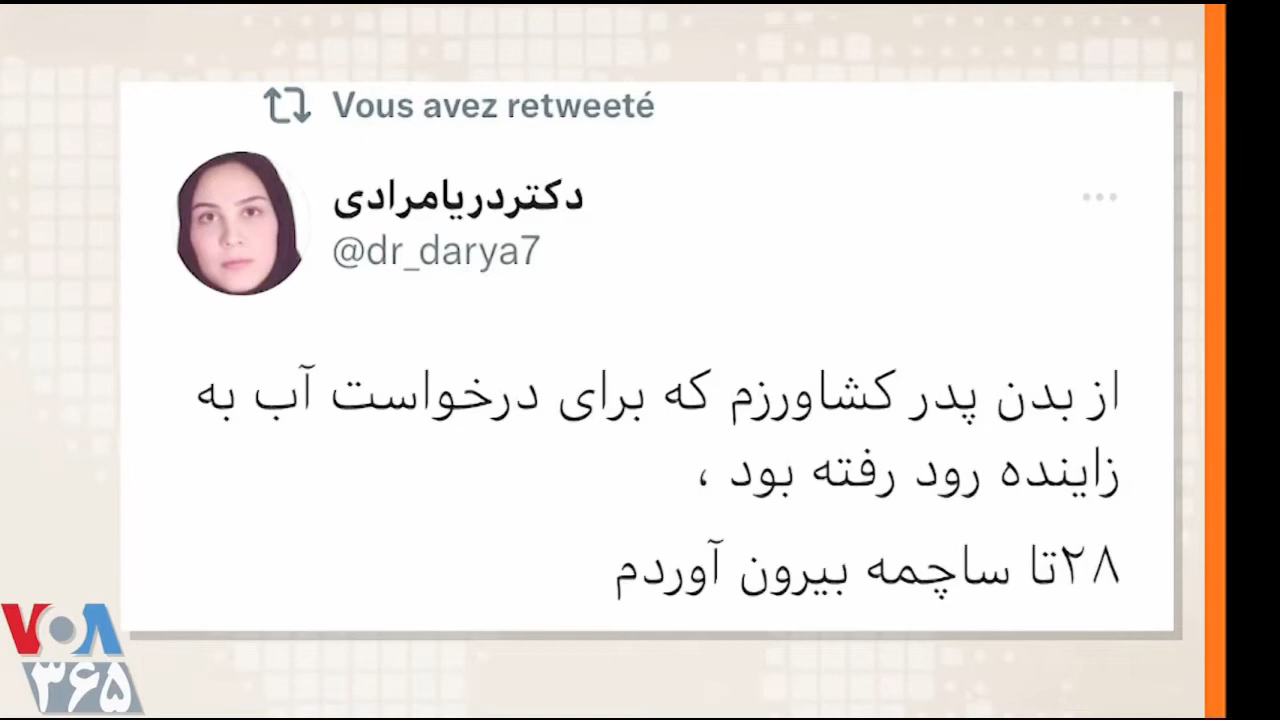 Vous avez retweeté
دکتردریامرادی
@dr_darya7
از بدن پدر کشاورزم که برای درخواست آب به
زاینده رود رفته بود ،
۲۸تا ساچمه بیرون آوردم
VOA
۳۶۵